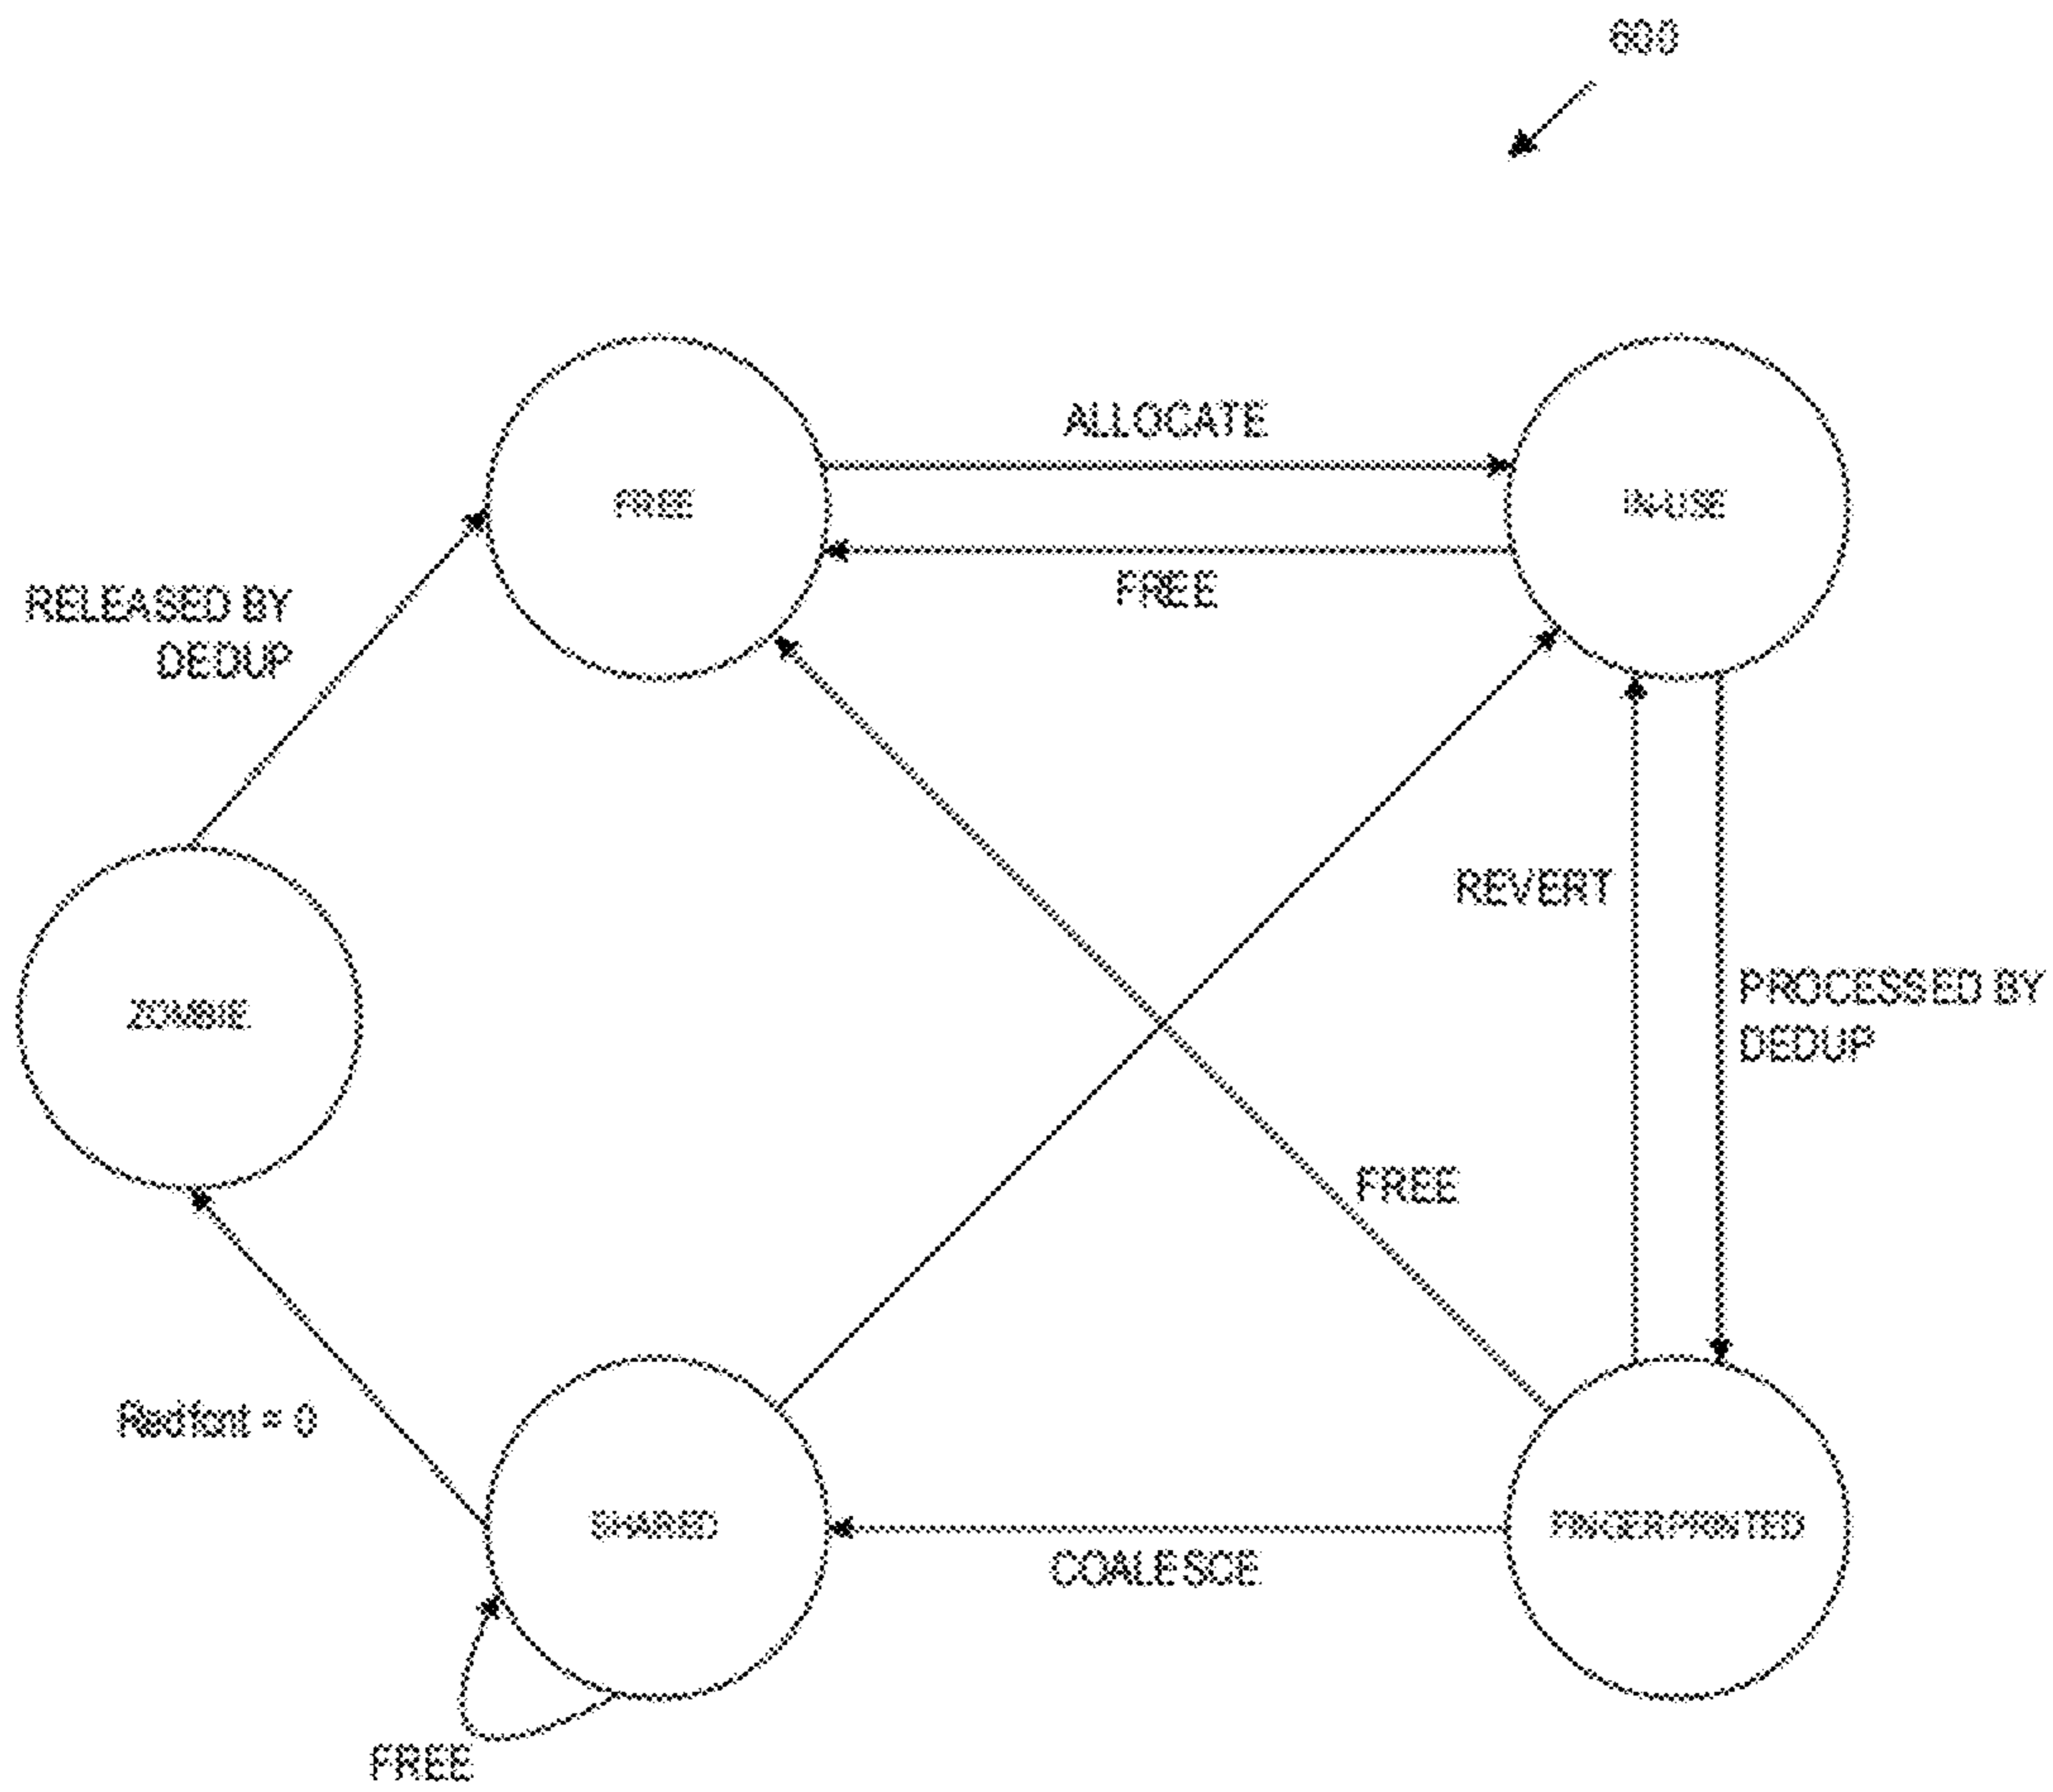 600
ALLOCATE
FREE
IN-USE
FREE
RELEASED BY
DEDUP
REVERT
PROCESSED BY
DEDUP
ZOMBIE
FREE
= 0
SHARED
FINGERPRINTED
COALESCE
FREE